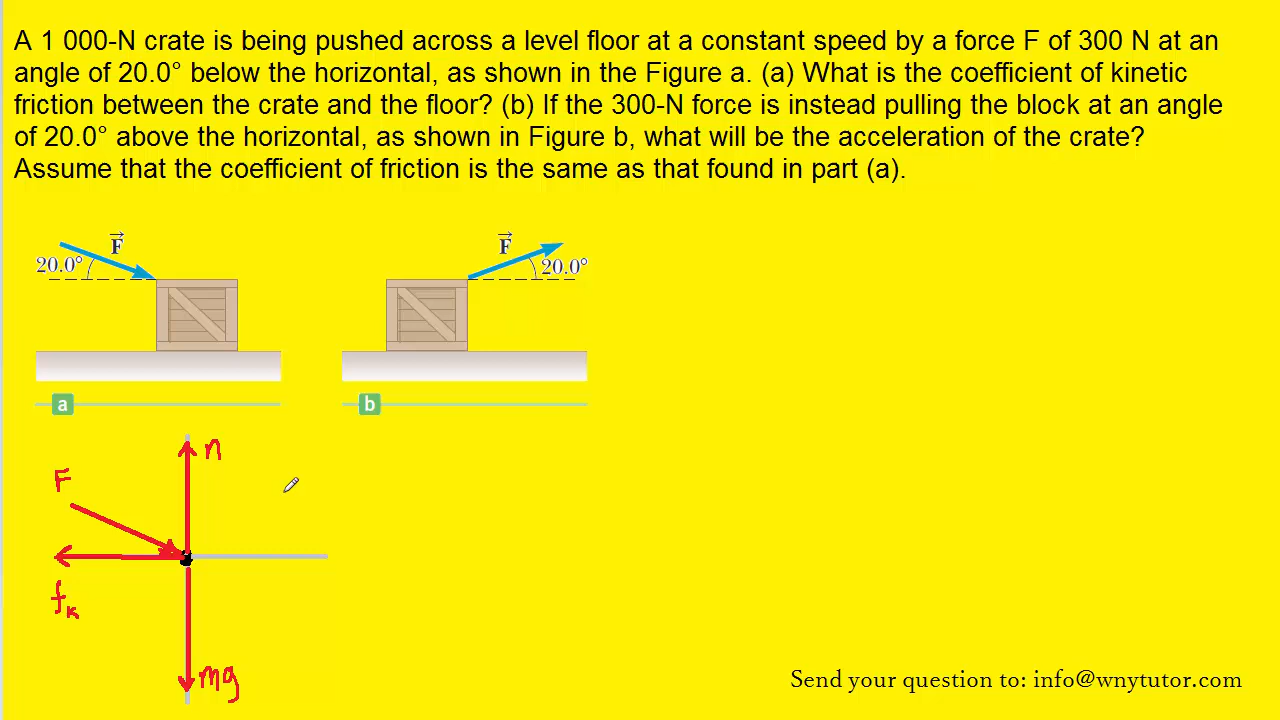 A 1 000-N crate is being pushed across a level floor at a constant speed by a force F of 300 N at an
angle of 20.0° below the horizontal, as shown in the Figure a. (a) What is the coefficient of kinetic
friction between the crate and the floor? (b) If the 300-N force is instead pulling the block at an angle
of 20.0° above the horizontal, as shown in Figure b, what will be the acceleration of the crate?
Assume that the coefficient of friction is the same as that found in part (a).
F⃗
20.0°
F⃗
20.0°
a
b
n
F
fₖ
mg
Send your question to: info@wnytutor.com